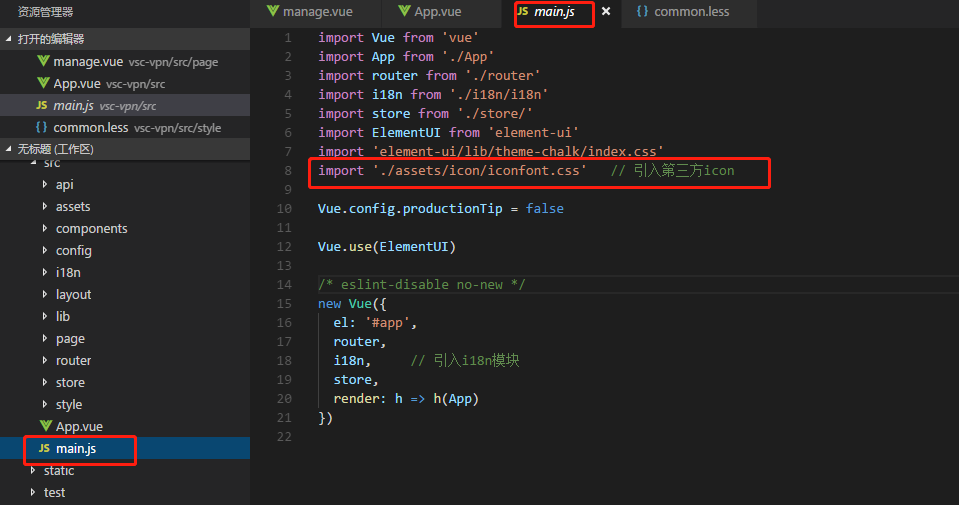 资源管理器
打开的编辑器
manage.vue vsc-vpn/src/page
App.vue vsc-vpn/src
JS main.js vsc-vpn/src
{} common.less vsc-vpn/src/style
无标题 (工作区)
src
api
assets
components
config
i18n
layout
lib
page
router
store
style
App.vue
JS main.js
static
test
manage.vue App.vue JS main.js × {} common.less
1 import Vue from 'vue'
2 import App from './App'
3 import router from './router'
4 import i18n from './i18n/i18n'
5 import store from './store/'
6 import ElementUI from 'element-ui'
7 import 'element-ui/lib/theme-chalk/index.css'
8 import './assets/icon/iconfont.css' // 引入第三方icon
9
10 Vue.config.productionTip = false
11
12 Vue.use(ElementUI)
13
14 /* eslint-disable no-new */
15 new Vue({
16 el: '#app',
17 router,
18 i18n, // 引入i18n模块
19 store,
20 render: h => h(App)
21 })
22